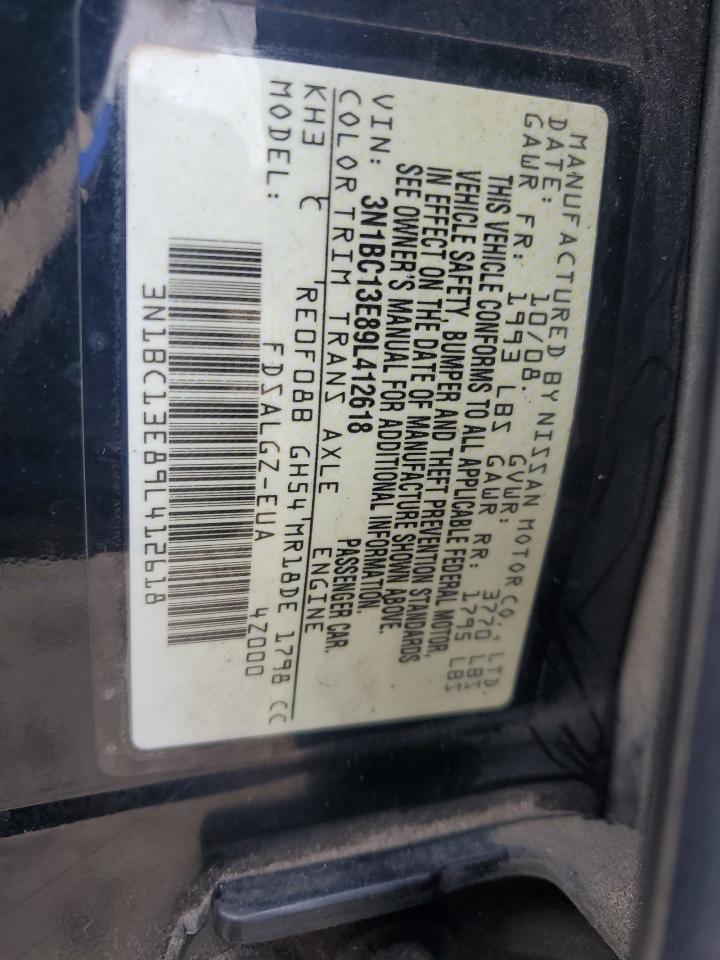 MANUFACTURED BY NISSAN MOTOR CO., LTD.
DATE: 10/08. GVWR: 3770 LBS
GAWR FR: 1993 LBS GAWR RR: 1795 LBS
THIS VEHICLE CONFORMS TO ALL APPLICABLE FEDERAL MOTOR,
VEHICLE SAFETY, BUMPER AND THEFT PREVENTION STANDARDS
IN EFFECT ON THE DATE OF MANUFACTURE SHOWN ABOVE.
SEE OWNER'S MANUAL FOR ADDITIONAL INFORMATION.
VIN: 3N1BC13E89L412618 PASSENGER CAR.
COLOR TRIM TRANS AXLE ENGINE
KH3 C RE0F08B GH54 MR18DE 1798 CC
MODEL: FDSALGZ-EUA 4Z000
3N1BC13E89L412618